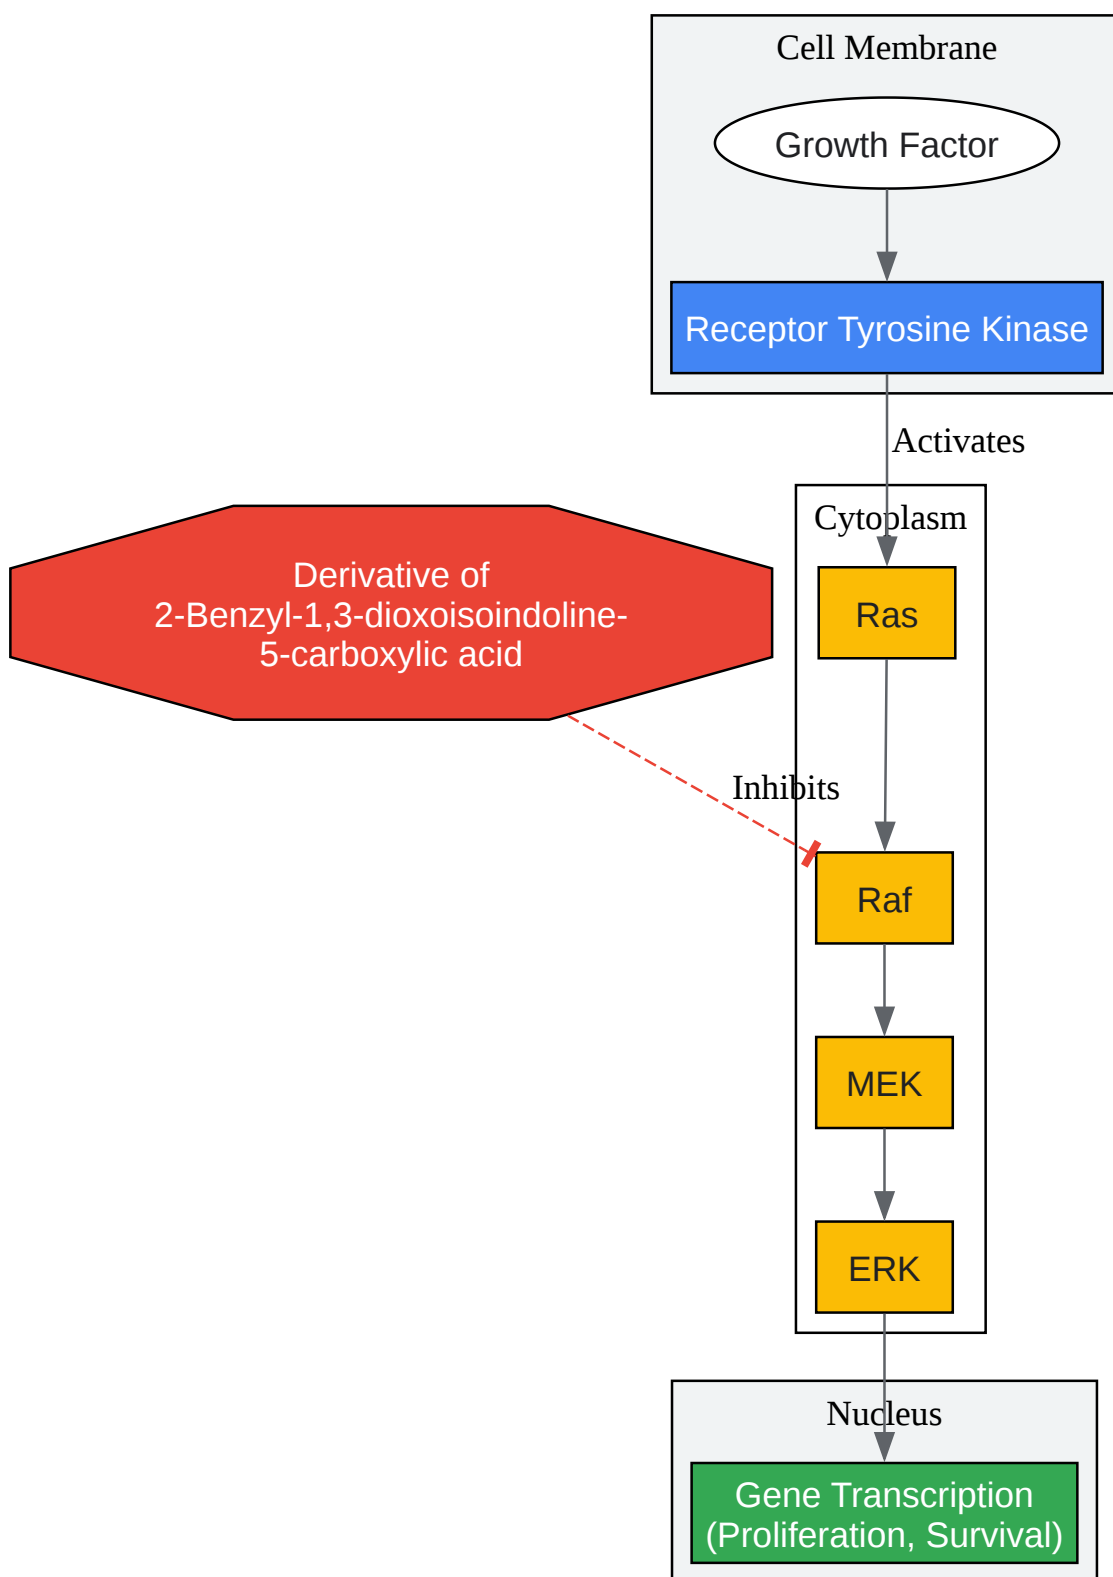 Cell Membrane
Growth Factor
Receptor Tyrosine Kinase
Activates
Cytoplasm
Derivative of
2-Benzyl-1,3-dioxoisoindoline-
5-carboxylic acid
Ras
Inhibits
Raf
MEK
ERK
Nucleus
Gene Transcription
(Proliferation, Survival)